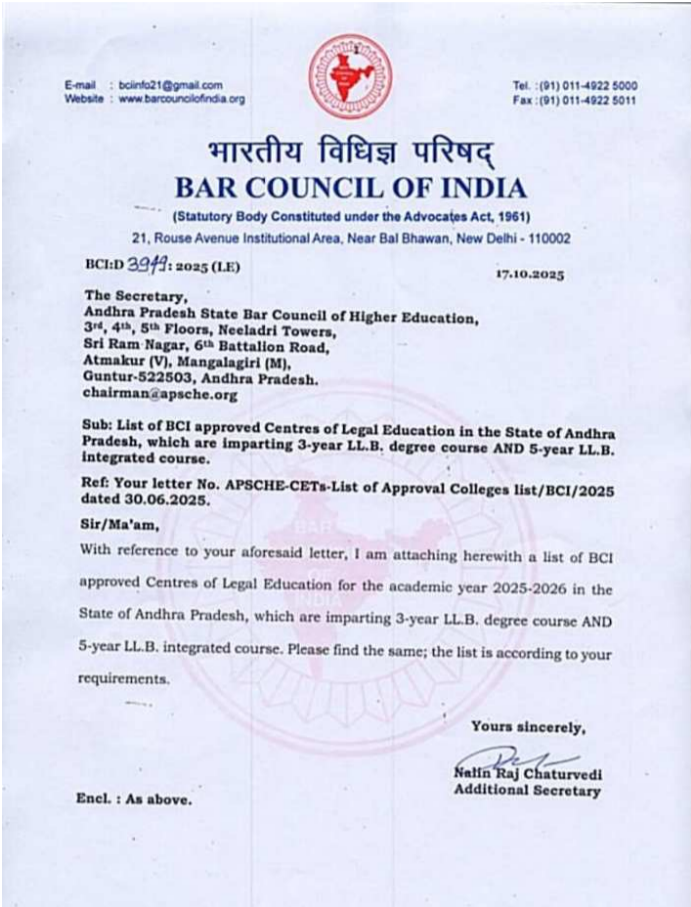 E-mail : bciinfo21@gmail.com
Website : www.barcouncilofindia.org
Tel. :(91) 011-4922 5000
Fax :(91) 011-4922 5011
भारतीय विधिज्ञ परिषद्
BAR COUNCIL OF INDIA
(Statutory Body Constituted under the Advocates Act, 1961)
21, Rouse Avenue Institutional Area, Near Bal Bhawan, New Delhi - 110002
BCI:D : 2025 (LE)
17.10.2025
The Secretary,
Andhra Pradesh State Bar Council of Higher Education,
3rd, 4th, 5th Floors, Neeladri Towers,
Sri Ram Nagar, 6th Battalion Road,
Atmakur (V), Mangalagiri (M),
Guntur-522503, Andhra Pradesh.
chairman@apsche.org
Sub: List of BCI approved Centres of Legal Education in the State of Andhra
Pradesh, which are imparting 3-year LL.B. degree course AND 5-year LL.B.
integrated course.
Ref: Your letter No. APSCHE-CETs-List of Approval Colleges list/BCI/2025
dated 30.06.2025.
Sir/Ma'am,
With reference to your aforesaid letter, I am attaching herewith a list of BCI
approved Centres of Legal Education for the academic year 2025-2026 in the
State of Andhra Pradesh, which are imparting 3-year LL.B. degree course AND
5-year LL.B. integrated course. Please find the same; the list is according to your
requirements.
Yours sincerely,
Nalin Raj Chaturvedi
Additional Secretary
Encl. : As above.
BAR
OF
INDIA